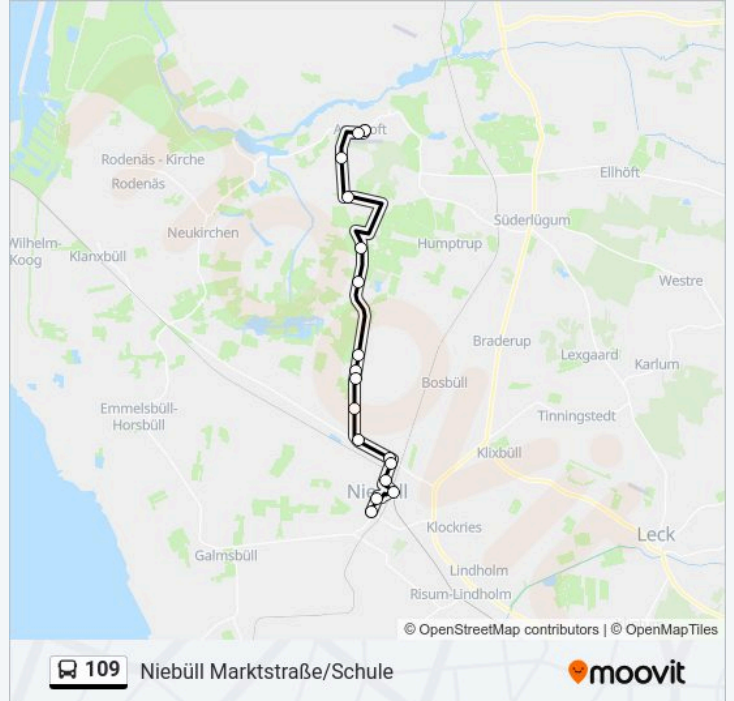 Rodenäs - Kirche
Rodenäs
Ellhöft
Süderlügum
Neukirchen
Humptrup
Wilhelm-
Koog
Klanxbüll
Westre
Braderup
Lexgaard
Karlum
Bosbüll
Emmelsbüll-
Horsbüll
Tinningstedt
Klixbüll
Klockries
Leck
Galmsbüll
Lindholm
Risum-Lindholm
© OpenStreetMap contributors | © OpenMapTiles
109 Niebüll Marktstraße/Schule
moovit